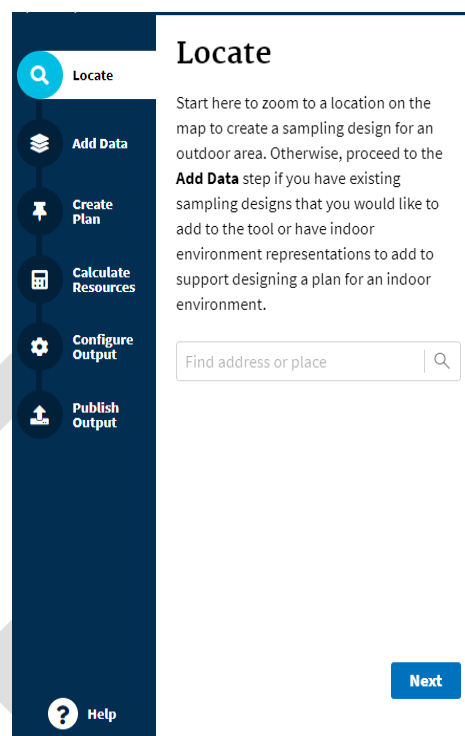 Locate
Add Data
Create
Plan
Calculate
Resources
Configure
Output
Publish
Output
Help
Locate
Start here to zoom to a location on the
map to create a sampling design for an
outdoor area. Otherwise, proceed to the
Add Data step if you have existing
sampling designs that you would like to
add to the tool or have indoor
environment representations to add to
support designing a plan for an indoor
environment.
Find address or place
Next